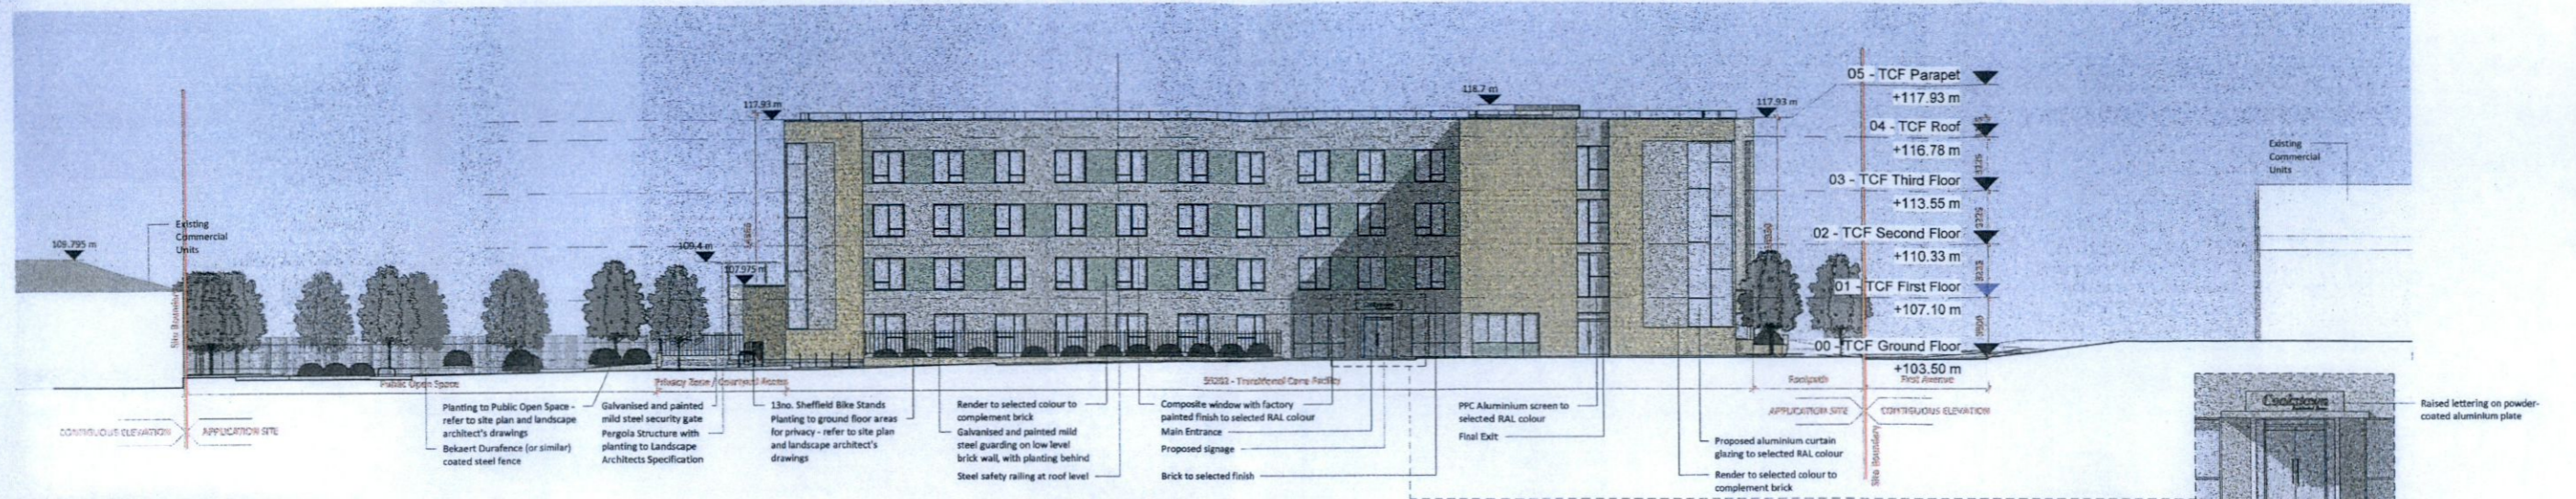 117.93 m
118.7 m
117.93 m
05 - TCF Parapet
+117.93 m
04 - TCF Roof
+116.78 m
03 - TCF Third Floor
+113.55 m
02 - TCF Second Floor
+110.33 m
01 - TCF First Floor
+107.10 m
00 - TCF Ground Floor
+103.50 m
Existing
Commercial
Units
Existing
Commercial
Units
108.795 m
109.4 m
107.975 m
Site Boundary
Public Open Space
Privacy Zone / Courtyard Access
Transitional Care Facility
Footpath
First Avenue
CONTIGUOUS ELEVATION
APPLICATION SITE
Planting to Public Open Space -
refer to site plan and landscape
architect's drawings
Bekaert Durafence (or similar)
coated steel fence
Galvanised and painted
mild steel security gate
Pergola Structure with
planting to Landscape
Architects Specification
13no. Sheffield Bike Stands
Planting to ground floor areas
for privacy - refer to site plan
and landscape architect's
drawings
Render to selected colour to
complement brick
Galvanised and painted mild
steel guarding on low level
brick wall, with planting behind
Steel safety railing at roof level
Composite window with factory
painted finish to selected RAL colour
Main Entrance
Proposed signage
Brick to selected finish
PPC Aluminium screen to
selected RAL colour
Final Exit
Proposed aluminium curtain
glazing to selected RAL colour
Render to selected colour to
complement brick
APPLICATION SITE
CONTIGUOUS ELEVATION
Site Boundary
Raised lettering on powder-
coated aluminium plate